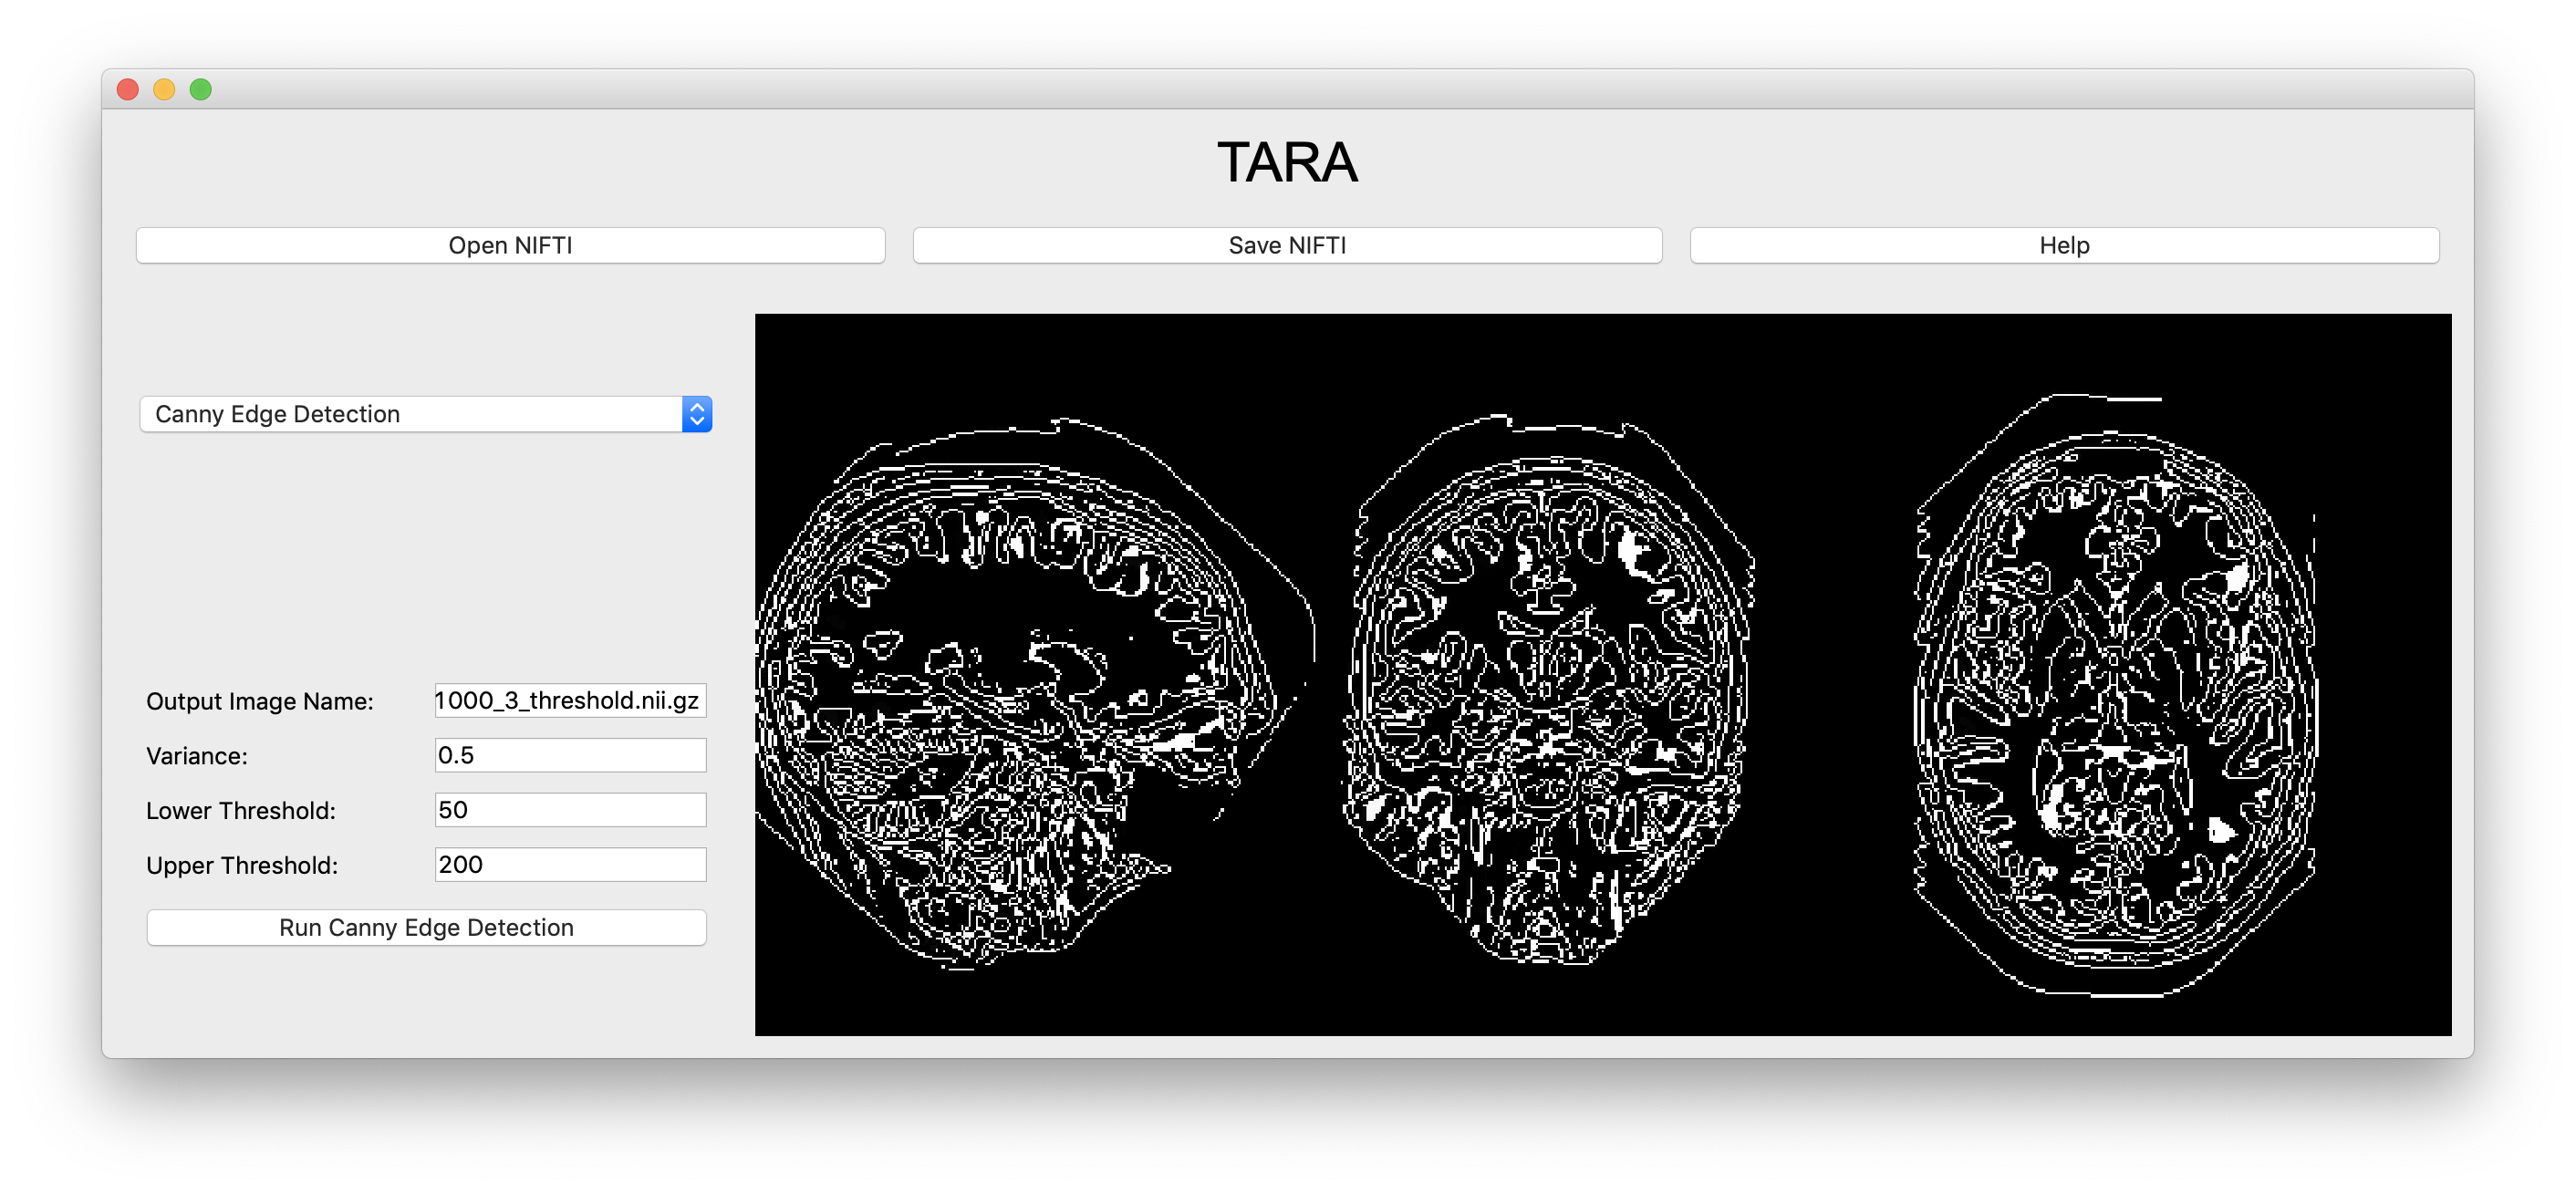 TARA
Open NIFTI
Save NIFTI
Help
Canny Edge Detection
Output Image Name: 1000_3_threshold.nii.gz
Variance: 0.5
Lower Threshold: 50
Upper Threshold: 200
Run Canny Edge Detection